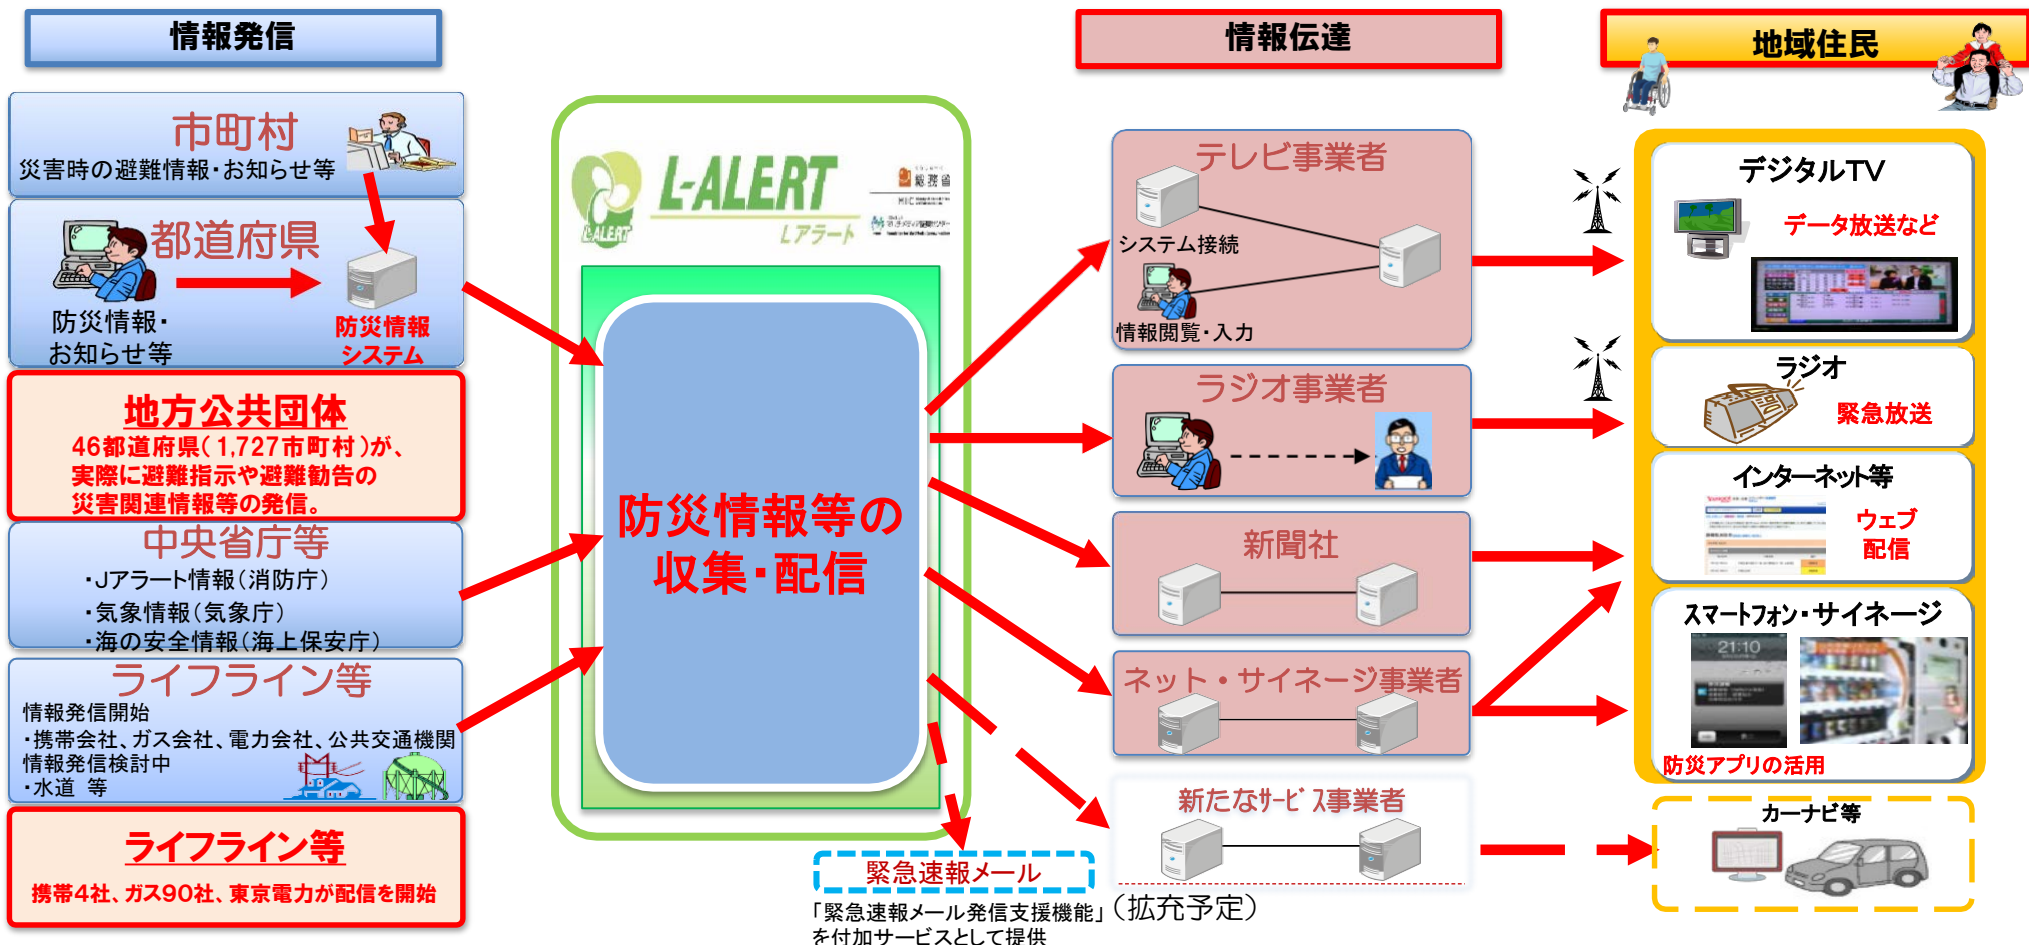 情報発信
情報伝達
地域住民
市町村
災害時の避難情報・お知らせ等
都道府県
防災情報・
お知らせ等
防災情報
システム
地方公共団体
46都道府県(1,727市町村)が、
実際に避難指示や避難勧告の
災害関連情報等の発信。
中央省庁等
・Jアラート情報(消防庁)
・気象情報(気象庁)
・海の安全情報(海上保安庁)
ライフライン等
情報発信開始
・携帯会社、ガス会社、電力会社、公共交通機関
情報発信検討中
・水道 等
ライフライン等
携帯4社、ガス90社、東京電力が配信を開始
L-ALERT
L-ALERT
Lアラート
総務省
MIC
防災情報等の
収集・配信
緊急速報メール
「緊急速報メール発信支援機能」
を付加サービスとして提供
テレビ事業者
システム接続
情報閲覧・入力
ラジオ事業者
新聞社
ネット・サイネージ事業者
新たなサービス事業者
(拡充予定)
デジタルTV
データ放送など
ラジオ
緊急放送
インターネット等
ウェブ
配信
スマートフォン・サイネージ
21:10
防災アプリの活用
カーナビ等